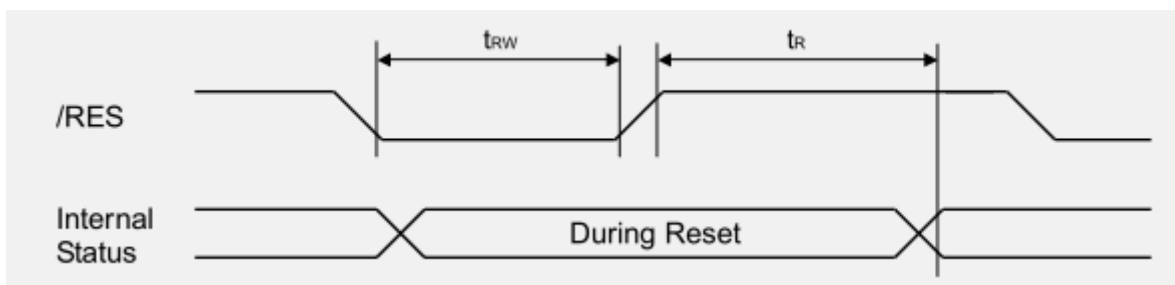 tRW
tR
/RES
Internal
Status
During Reset